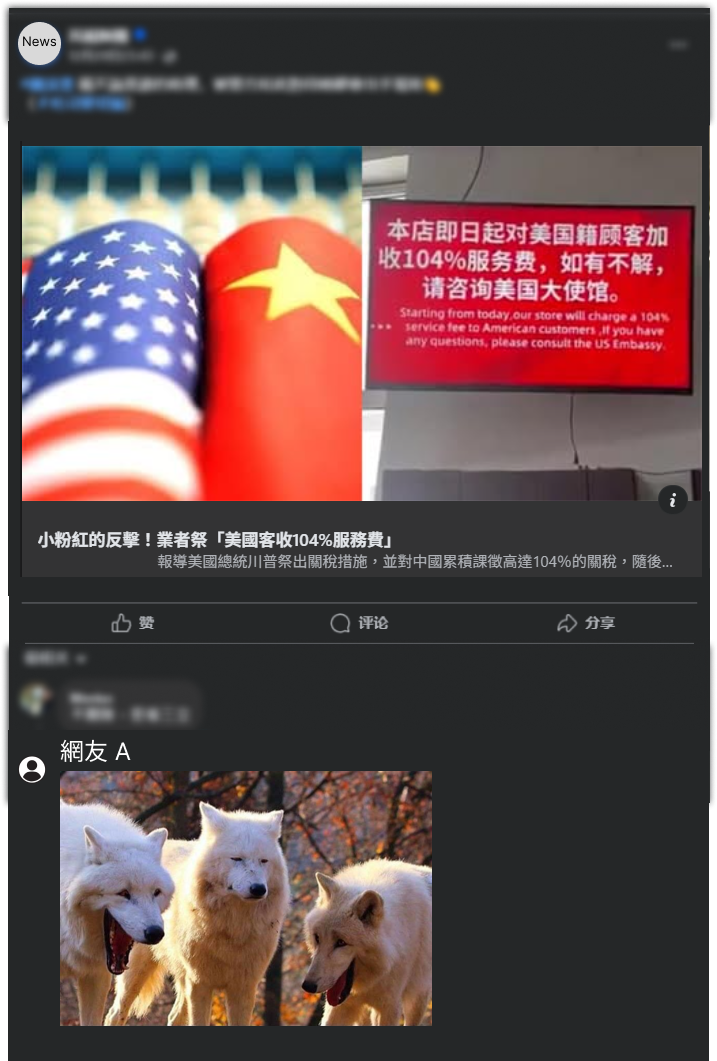 News
本店即日起对美国籍顾客加
收104%服务费，如有不解，
请咨询美国大使馆。
Starting from today,our store will charge a 104%
service fee to American customers ,If you have
any questions, please consult the US Embassy.
小粉紅的反擊！業者祭「美國客收104%服務費」
報導美國總統川普祭出關稅措施，並對中國累積課徵高達104%的關稅，隨後...
赞
评论
分享
網友 A